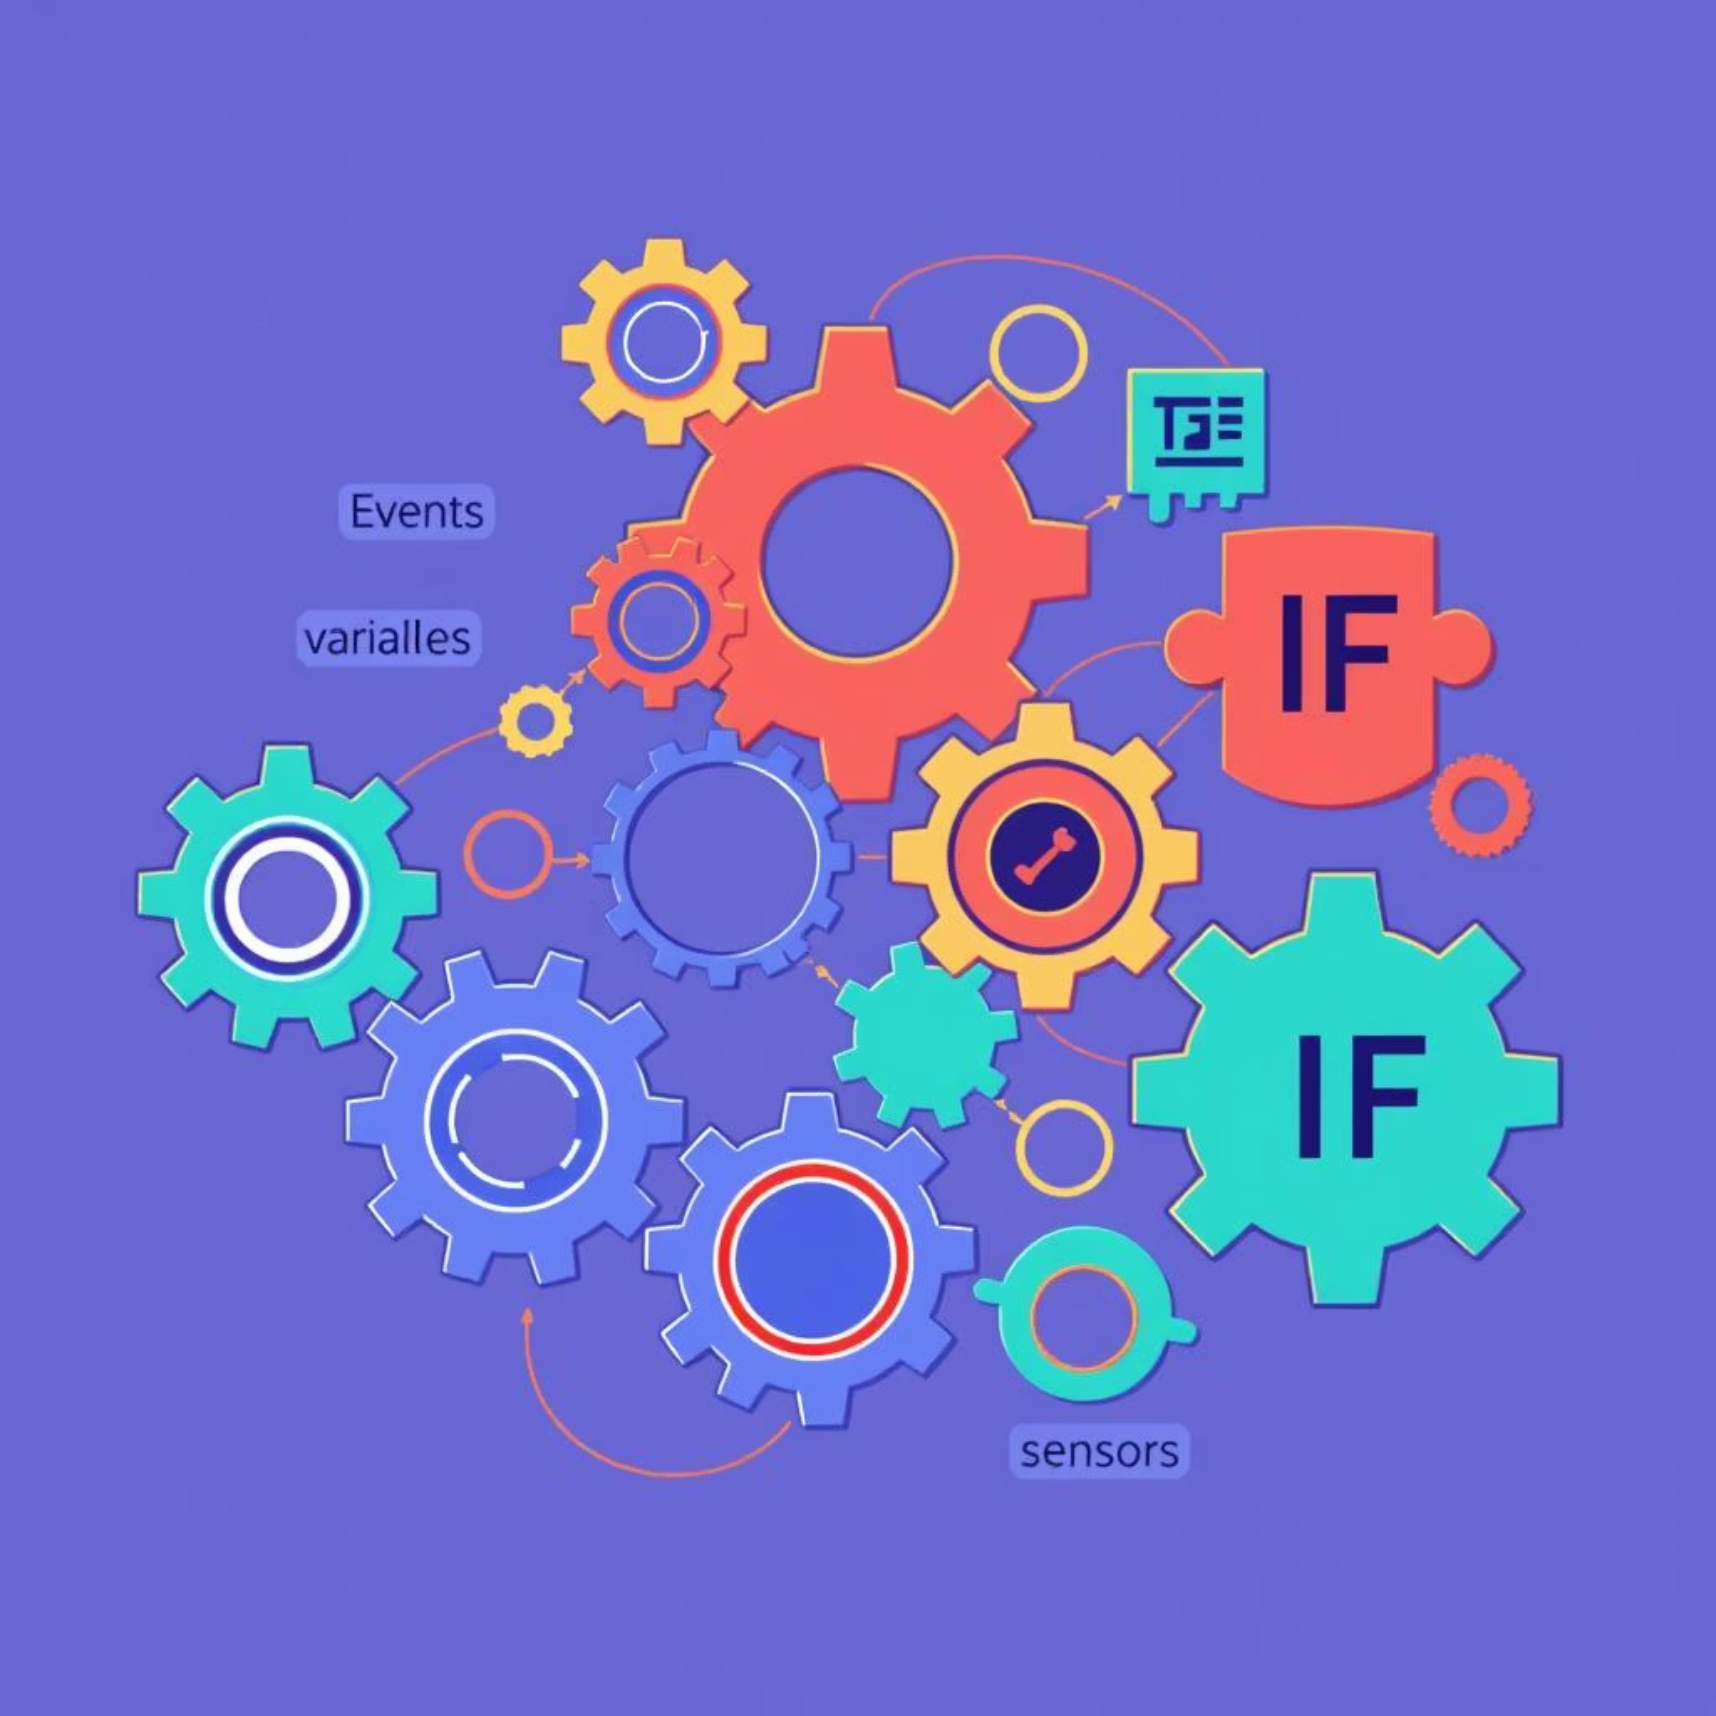 Events
varialles
IF
IF
sensors